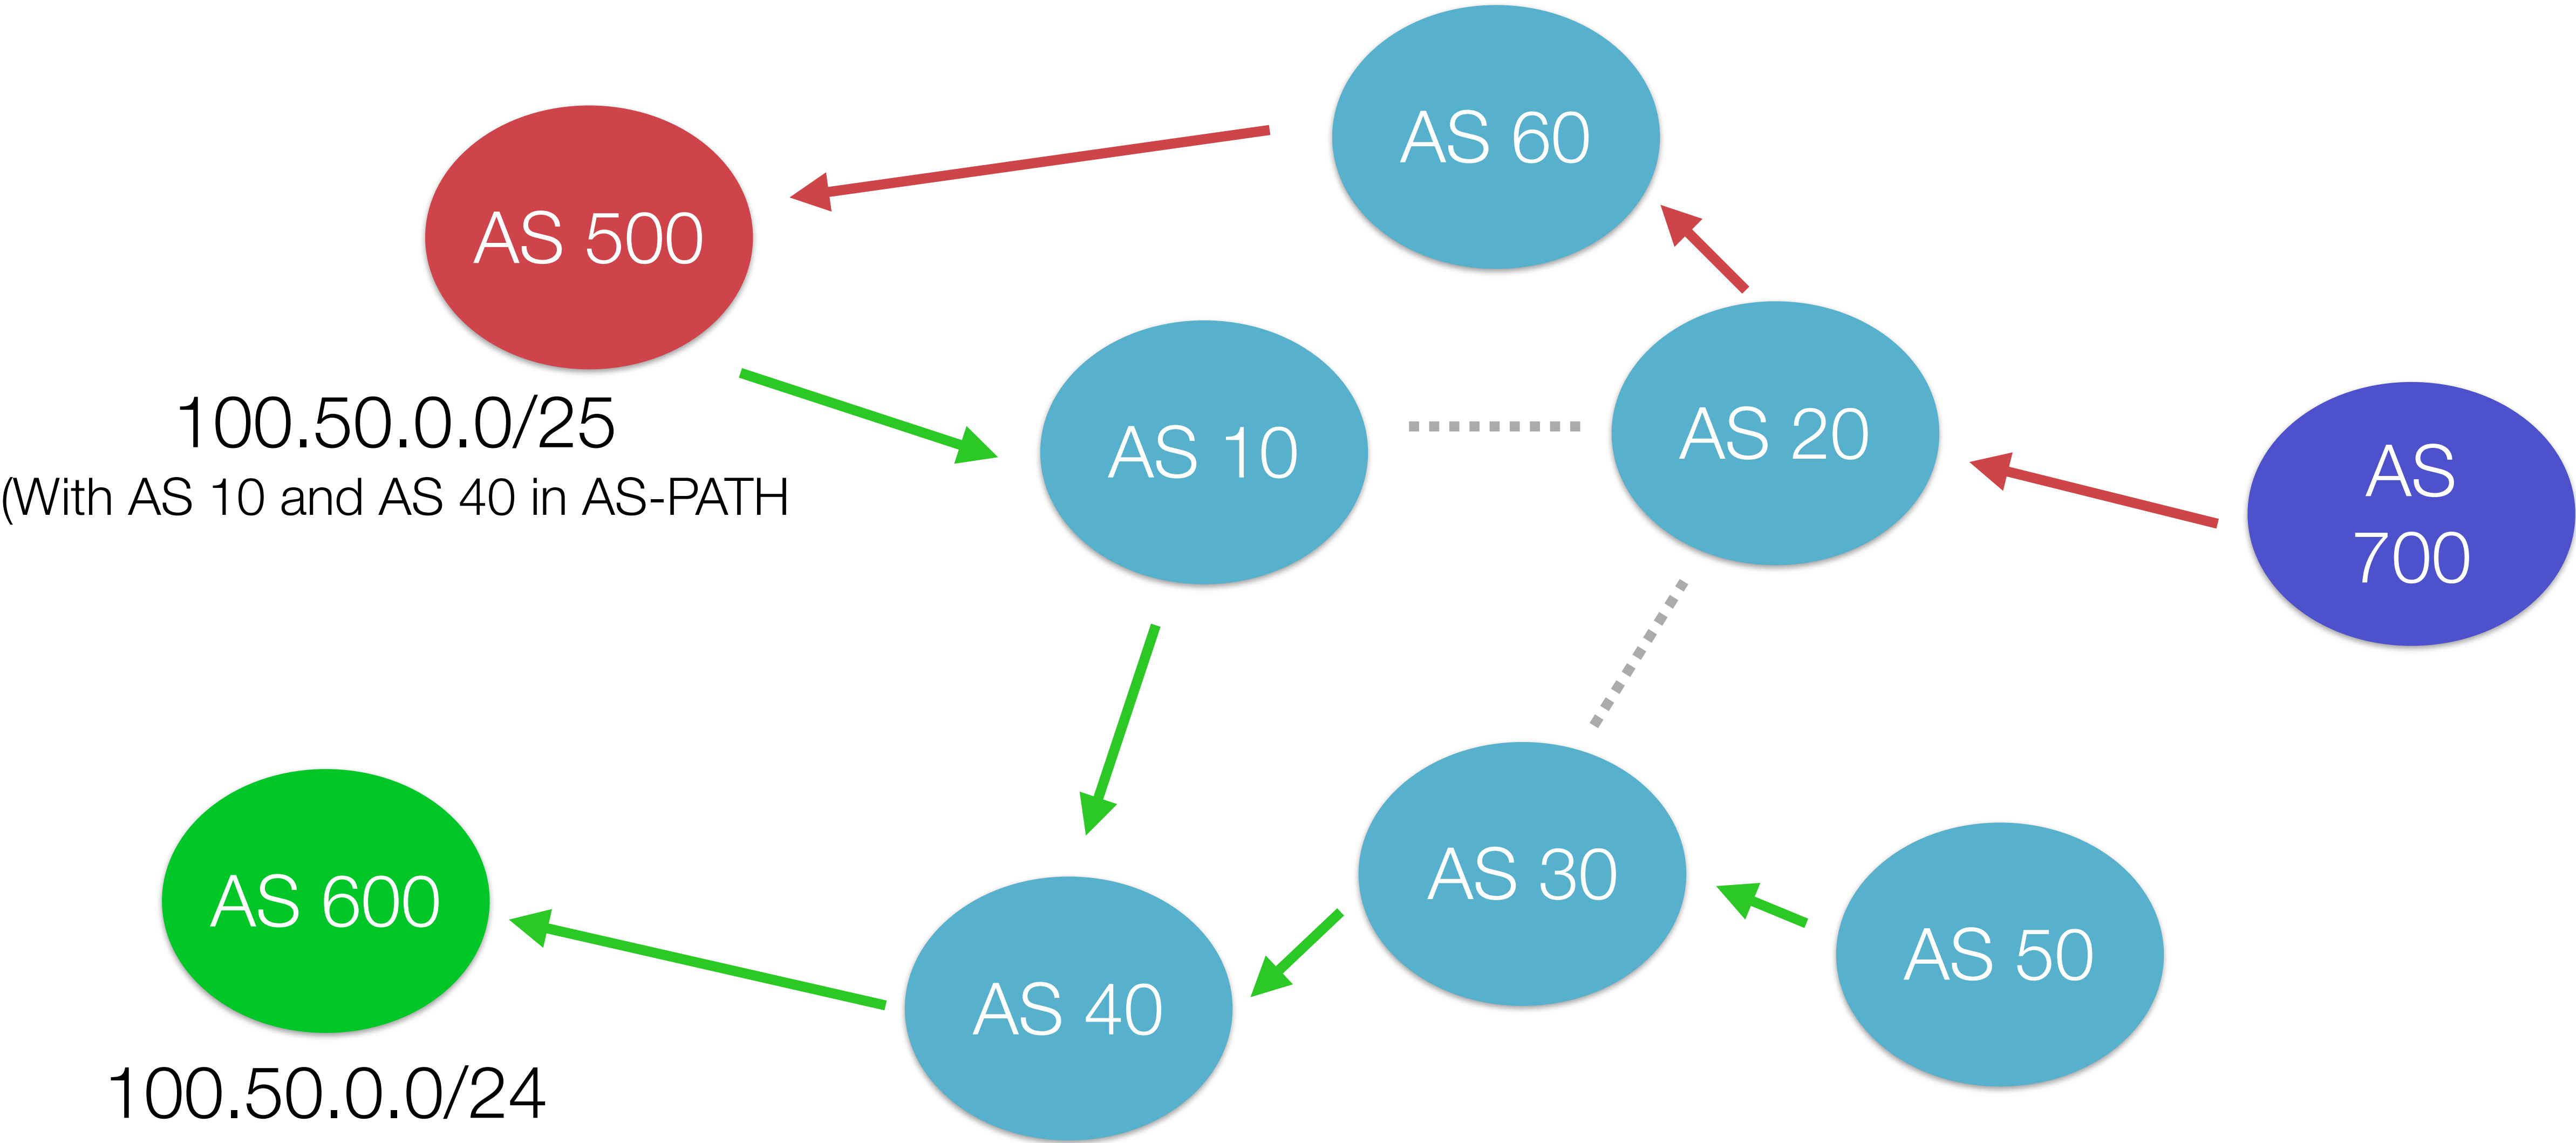 AS 60
AS 500
AS 10
AS 20
100.50.0.0/25
(With AS 10 and AS 40 in AS-PATH
AS
700
AS 600
AS 30
AS 50
AS 40
100.50.0.0/24